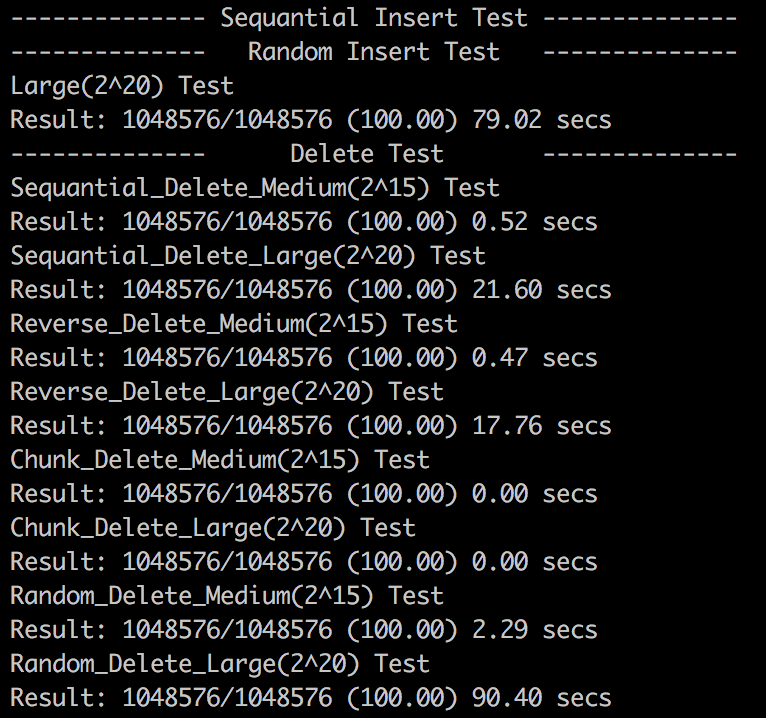 -------------- Sequantial Insert Test --------------
--------------   Random Insert Test   --------------
Large(2^20) Test
Result: 1048576/1048576 (100.00) 79.02 secs
--------------      Delete Test       --------------
Sequantial_Delete_Medium(2^15) Test
Result: 1048576/1048576 (100.00) 0.52 secs
Sequantial_Delete_Large(2^20) Test
Result: 1048576/1048576 (100.00) 21.60 secs
Reverse_Delete_Medium(2^15) Test
Result: 1048576/1048576 (100.00) 0.47 secs
Reverse_Delete_Large(2^20) Test
Result: 1048576/1048576 (100.00) 17.76 secs
Chunk_Delete_Medium(2^15) Test
Result: 1048576/1048576 (100.00) 0.00 secs
Chunk_Delete_Large(2^20) Test
Result: 1048576/1048576 (100.00) 0.00 secs
Random_Delete_Medium(2^15) Test
Result: 1048576/1048576 (100.00) 2.29 secs
Random_Delete_Large(2^20) Test
Result: 1048576/1048576 (100.00) 90.40 secs